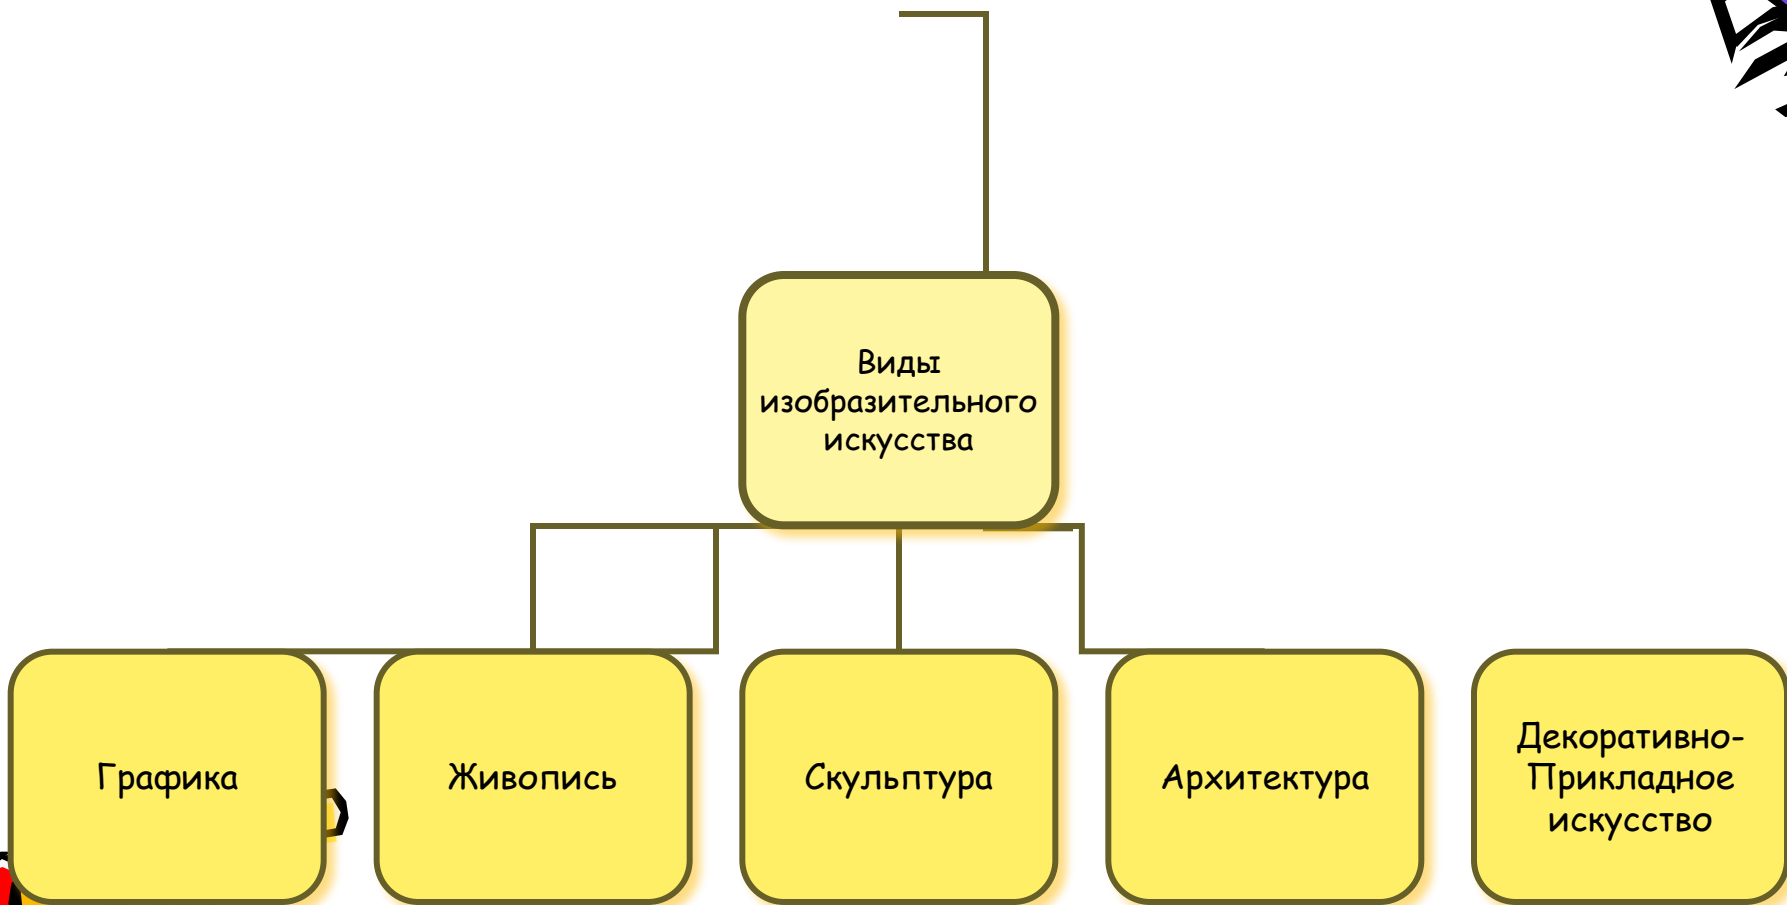 Виды
изобразительного
искусства
Графика
Живопись
Скульптура
Архитектура
Декоративно-
Прикладное
искусство